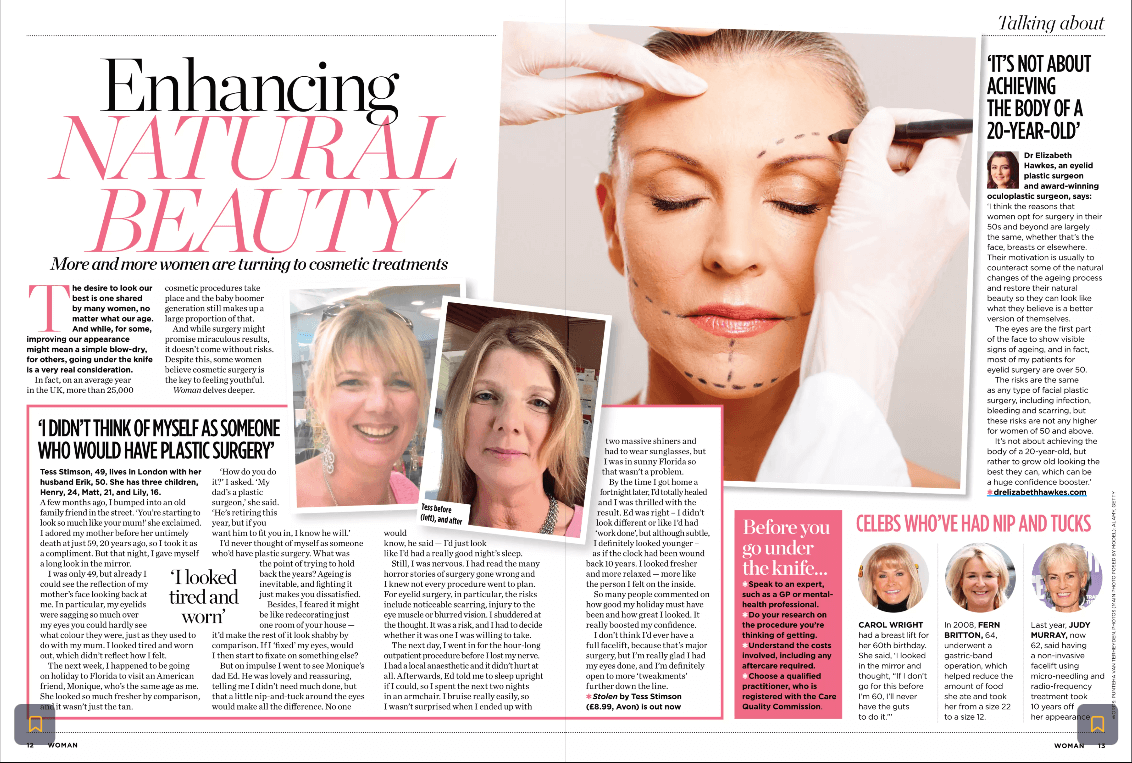 Talking about
Enhancing
NATURAL
BEAUTY
More and more women are turning to cosmetic treatments
The desire to look our
best is one shared
by many women, no
matter what our age.
And while, for some,
improving our appearance
might mean a simple blow-dry,
for others, going under the knife
is a very real consideration.
In fact, on an average year
in the UK, more than 25,000
cosmetic procedures take
place and the baby boomer
generation still makes up a
large proportion of that.
And while surgery might
promise miraculous results,
it doesn't come without risks.
Despite this, some women
believe cosmetic surgery is
the key to feeling youthful.
Woman delves deeper.
'I DIDN'T THINK OF MYSELF AS SOMEONE
WHO WOULD HAVE PLASTIC SURGERY'
Tess Stimson, 49, lives in London with her
husband Erik, 50. She has three children,
Henry, 24, Matt, 21, and Lily, 16.
A few months ago, I bumped into an old
family friend in the street. 'You're starting to
look so much like your mum!' she exclaimed.
I adored my mother before her untimely
death at just 59, 20 years ago, so I took it as
a compliment. But that night, I gave myself
a long look in the mirror.
I was only 49, but already I
could see the reflection of my
mother's face looking back at
me. In particular, my eyelids
were sagging so much over
my eyes you could hardly see
what colour they were, just as they used to
do with my mum. I looked tired and worn
out, which didn't reflect how I felt.
The next week, I happened to be going
on holiday to Florida to visit an American
friend, Monique, who's the same age as me.
She looked so much fresher by comparison,
and it wasn't just the tan.
'I looked
tired and
worn'
'How do you do
it?' I asked. 'My
dad's a plastic
surgeon,' she said.
'He's retiring this
year, but if you
want him to fit you in, I know he will.'
I'd never thought of myself as someone
who'd have plastic surgery. What was
the point of trying to hold
back the years? Ageing is
inevitable, and fighting it
just makes you dissatisfied.
Besides, I feared it might
be like redecorating just
one room of your house —
it'd make the rest of it look shabby by
comparison. If I 'fixed' my eyes, would
I then start to fixate on something else?
But on impulse I went to see Monique's
dad Ed. He was lovely and reassuring,
telling me I didn't need much done, but
that a tiny nip-and-tuck around the eyes
would make all the difference. No one
Tess before
(left), and after
would
know, he said — I'd just look
like I'd had a really good night's sleep.
Still, I was nervous. I had read the many
horror stories of surgery gone wrong and
I knew not every procedure went to plan.
For eyelid surgery, in particular, the risks
include noticeable scarring, injury to the
eye muscle or blurred vision. I shuddered at
the thought. It was a risk, and I had to decide
whether it was one I was willing to take.
The next day, I went in for the hour-long
outpatient procedure before I lost my nerve.
I had a local anaesthetic and it didn't hurt at
all. Afterwards, Ed told me to sleep upright
if I could, so I spent the next two nights
in an armchair. I bruise really easily, so
I wasn't surprised when I ended up with
two massive shiners and
had to wear sunglasses, but
I was in sunny Florida so
that wasn't a problem.
By the time I got home a
fortnight later, I'd totally healed
and I was thrilled with the
result. Ed was right – I didn't
look different or like I'd had
'work done', but although subtle,
I definitely looked younger –
as if the clock had been wound
back 10 years. I looked fresher
and more relaxed — more like
the person I felt on the inside.
So many people commented on
how good my holiday must have
been and how great I looked. It
really boosted my confidence.
I don't think I'd ever have a
full facelift, because that's major
surgery, but I'm really glad I had
my eyes done, and I'm definitely
open to more 'tweakments'
further down the line.
Stolen by Tess Stimson
(£8.99, Avon) is out now
Before you
go under
the knife...
Speak to an expert,
such as a GP or mental-
health professional.
Do your research on
the procedure you're
thinking of getting.
Understand the costs
involved, including any
aftercare required.
Choose a qualified
practitioner, who is
registered with the Care
Quality Commission.
CELEBS WHO'VE HAD NIP AND TUCKS
CAROL WRIGHT
had a breast lift for
her 60th birthday.
She said, 'I looked
in the mirror and
thought, "If I don't
go for this before
I'm 60, I'll never
have the guts
to do it."'
In 2008, FERN
BRITTON, 64,
underwent a
gastric-band
operation, which
helped reduce the
amount of food
she ate and took
her from a size 22
to a size 12.
Last year, JUDY
MURRAY, now
62, said having
a non-invasive
facelift using
micro-needling and
radio-frequency
treatment took
10 years off
her appearance
'IT'S NOT ABOUT
ACHIEVING
THE BODY OF A
20-YEAR-OLD'
Dr Elizabeth
Hawkes, an eyelid
plastic surgeon
and award-winning
oculoplastic surgeon, says:
'I think the reasons that
women opt for surgery in their
50s and beyond are largely
the same, whether that's the
face, breasts or elsewhere.
Their motivation is usually to
counteract some of the natural
changes of the ageing process
and restore their natural
beauty so they can look like
what they believe is a better
version of themselves.
The eyes are the first part
of the face to show visible
signs of ageing, and in fact,
most of my patients for
eyelid surgery are over 50.
The risks are the same
as any type of facial plastic
surgery, including infection,
bleeding and scarring, but
these risks are not any higher
for women of 50 and above.
It's not about achieving the
body of a 20-year-old, but
rather to grow old looking the
best they can, which can be
a huge confidence booster.'
drelizabethhawkes.com
12 WOMAN
WOMAN 13